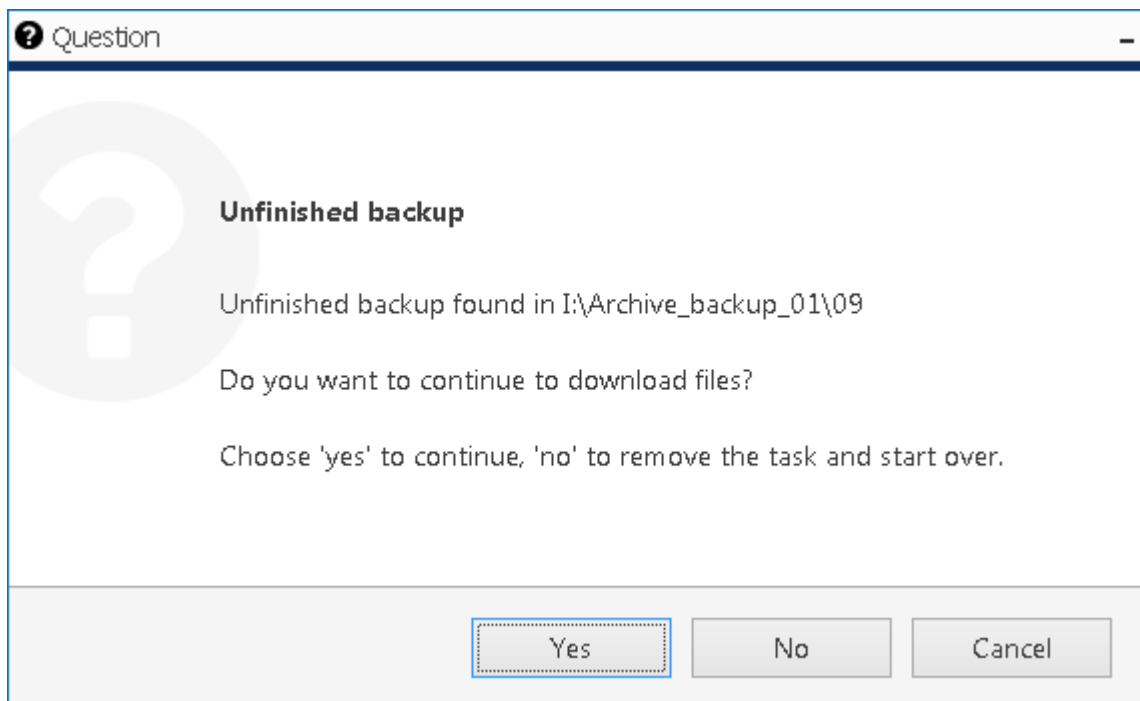 Question
Unfinished backup
Unfinished backup found in I:\Archive_backup_01\09
Do you want to continue to download files?
Choose 'yes' to continue, 'no' to remove the task and start over.
Yes
No
Cancel